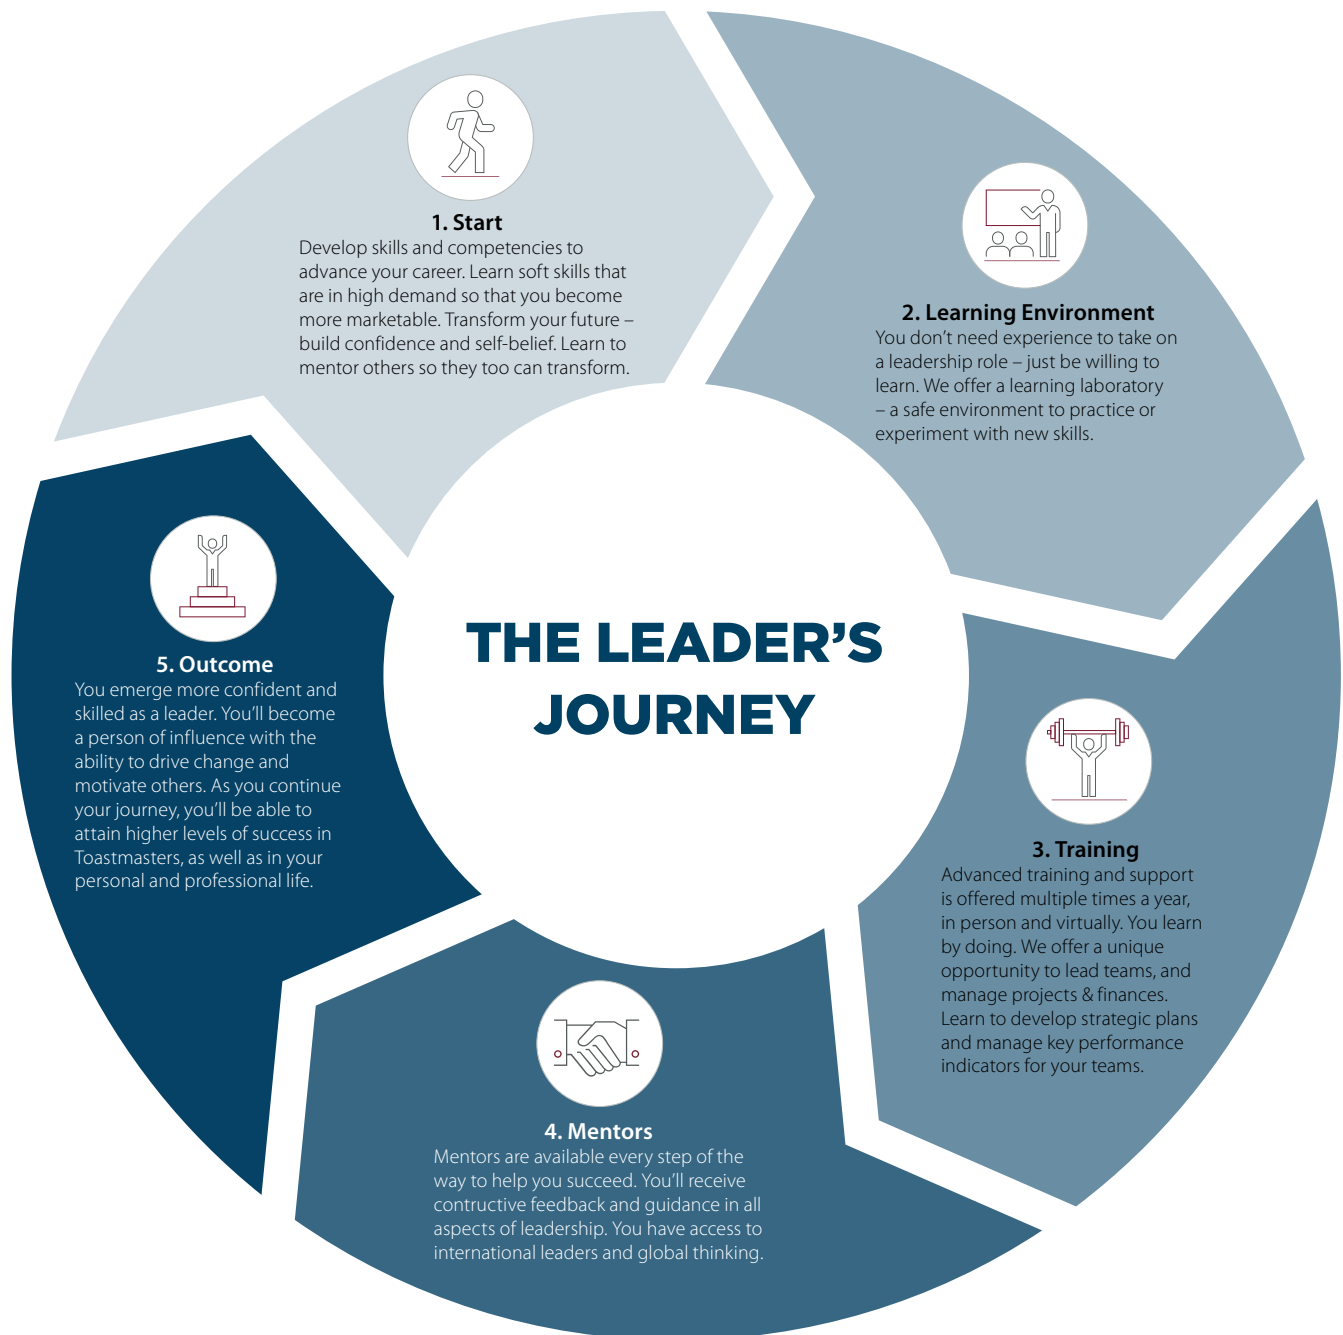 1. Start
Develop skills and competencies to
advance your career. Learn soft skills that
are in high demand so that you become
more marketable. Transform your future –
build confidence and self-belief. Learn to
mentor others so they too can transform.
2. Learning Environment
You don’t need experience to take on
a leadership role – just be willing to
learn. We offer a learning laboratory
– a safe environment to practice or
experiment with new skills.
3. Training
Advanced training and support
is offered multiple times a year,
in person and virtually. You learn
by doing. We offer a unique
opportunity to lead teams, and
manage projects & finances.
Learn to develop strategic plans
and manage key performance
indicators for your teams.
4. Mentors
Mentors are available every step of the
way to help you succeed. You’ll receive
contructive feedback and guidance in all
aspects of leadership. You have access to
international leaders and global thinking.
5. Outcome
You emerge more confident and
skilled as a leader. You’ll become
a person of influence with the
ability to drive change and
motivate others. As you continue
your journey, you’ll be able to
attain higher levels of success in
Toastmasters, as well as in your
personal and professional life.
THE LEADER’S
JOURNEY